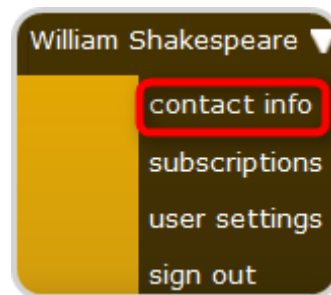 William Shakespeare
contact info
subscriptions
user settings
sign out